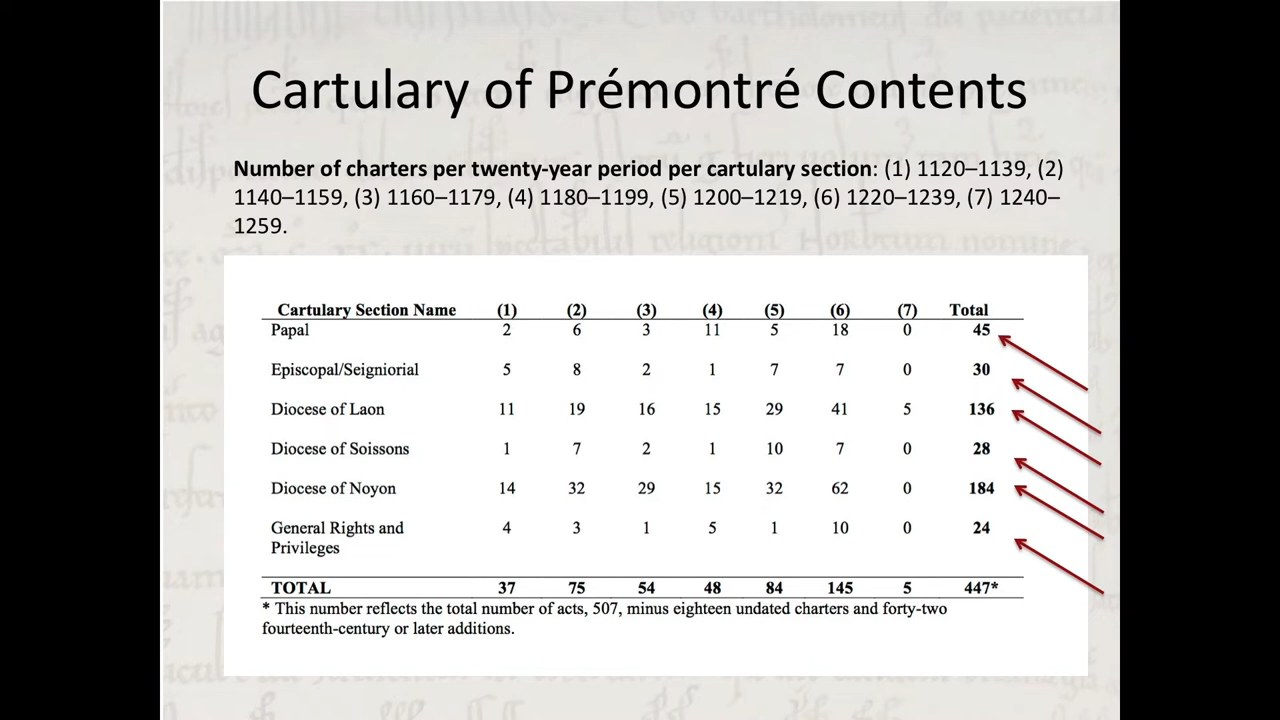 Cartulary of Prémontré Contents
Number of charters per twenty-year period per cartulary section: (1) 1120–1139, (2)
1140–1159, (3) 1160–1179, (4) 1180–1199, (5) 1200–1219, (6) 1220–1239, (7) 1240–
1259.
Cartulary Section Name (1) (2) (3) (4) (5) (6) (7) Total
Papal 2 6 3 11 5 18 0 45
Episcopal/Seigniorial 5 8 2 1 7 7 0 30
Diocese of Laon 11 19 16 15 29 41 5 136
Diocese of Soissons 1 7 2 1 10 7 0 28
Diocese of Noyon 14 32 29 15 32 62 0 184
General Rights and 4 3 1 5 1 10 0 24
Privileges
TOTAL 37 75 54 48 84 145 5 447*
* This number reflects the total number of acts, 507, minus eighteen undated charters and forty-two
fourteenth-century or later additions.